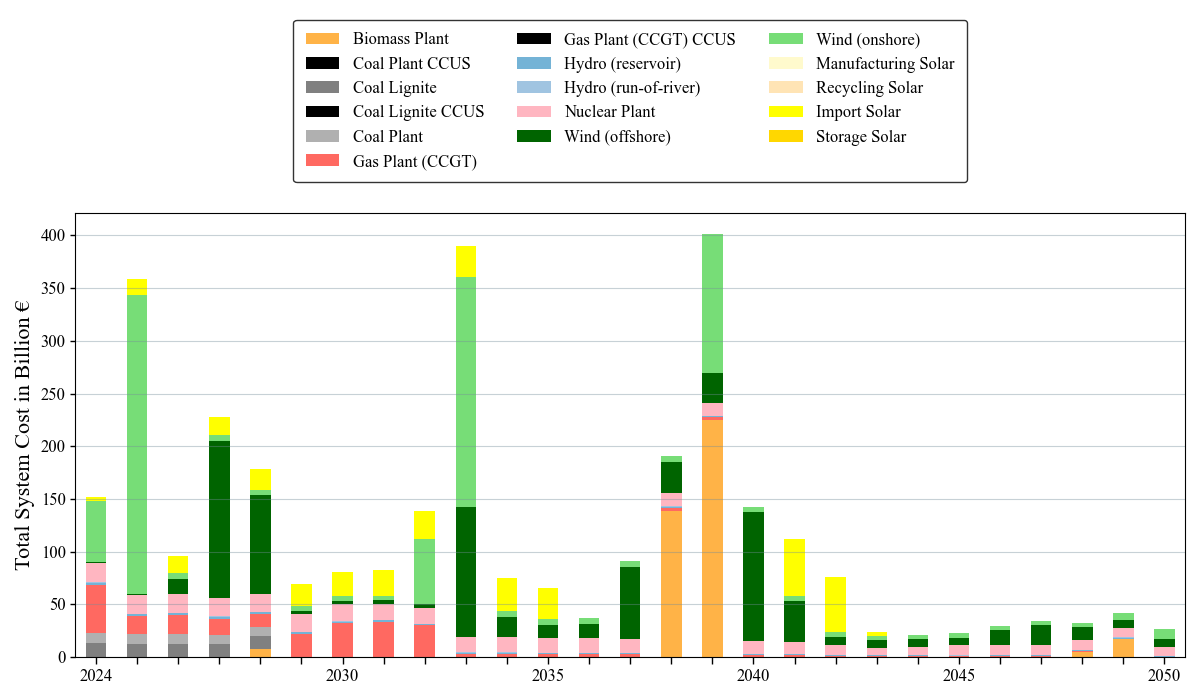 Biomass Plant
Coal Plant CCUS
Coal Lignite
Coal Lignite CCUS
Coal Plant
Gas Plant (CCGT)
Gas Plant (CCGT) CCUS
Hydro (reservoir)
Hydro (run-of-river)
Nuclear Plant
Wind (offshore)
Wind (onshore)
Manufacturing Solar
Recycling Solar
Import Solar
Storage Solar
Total System Cost in Billion €
400
350
300
250
200
150
100
50
0
2024
2030
2035
2040
2045
2050